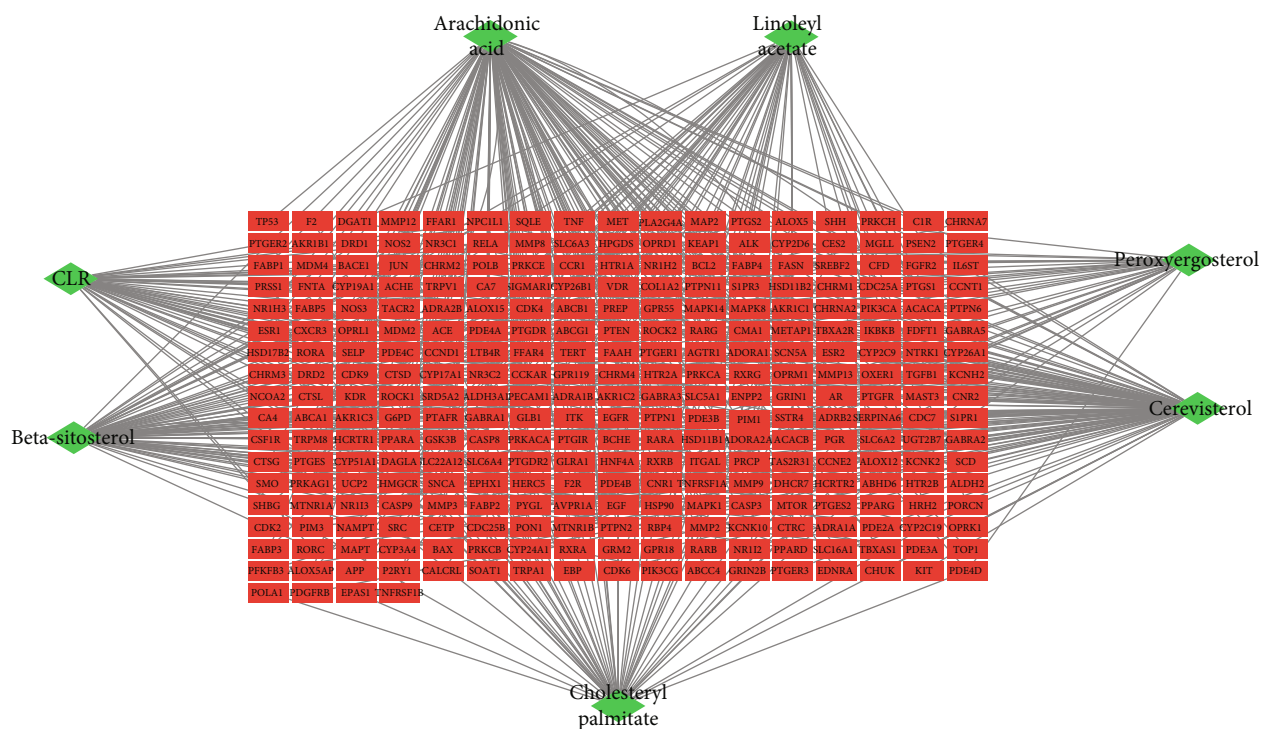 Arachidonic
acid
Linoleyl
acetate
CLR
Peroxyergosterol
Beta-sitosterol
Cerevisterol
TP53 F2 DGAT1 MMP12 FFAR1 NPC1L1 SQLE TNF MET PLA2G4A MAP2 PTGS2 ALOX5 SHH PRKCH C1R CHRNA7
PTGER2 AKR1B1 DRD1 NOS2 NR3C1 RELA MMP8 SLC6A3 HPGDS OPRD1 KEAP1 ALK CYP2D6 CES2 MGLL PSEN2 PTGER4
FABP1 MDM4 BACE1 JUN CHRM2 POLB PRKCE CCR1 HTR1A NR1H2 BCL2 FABP4 FASN SREBF2 CFD FGFR2 IL6ST
PRSS1 FNTA CYP19A1 ACHE TRPV1 CA7 SIGMAR1 CYP26B1 VDR COL1A2 PTPN11 S1PR3 HSD11B2 CHRM1 CDC25A PTGS1 CCNT1
NR1H3 FABP5 NOS3 TACR2 ADRA2B ALOX15 CDK4 ABCB1 PREP GPR55 MAPK14 MAPK8 AKR1C1 CHRNA2 PIK3CA ACACA PTPN6
ESR1 CXCR3 OPRL1 MDM2 ACE PDE4A PTGDR ABCG1 PTEN ROCK2 RARG CMA1 METAP1 TBXA2R IKBKB FDFT1 GABRA5
HSD17B2 RORA SELP PDE4C CCND1 LTB4R FFAR4 TERT FAAH PTGER1 AGTR1 ADORA1 SCN5A ESR2 CYP2C9 NTRK1 CYP26A1
CHRM3 DRD2 CDK9 CTSD CYP17A1 NR3C2 CCKAR GPR119 CHRM4 HTR2A PRKCA RXRG OPRM1 MMP13 OXER1 TGFB1 KCNH2
NCOA2 CTSL KDR ROCK1 SRD5A2 ALDH3A1 PECAM1 ADRA1B AKR1C2 GABRA3 SLC5A1 ENPP2 GRIN1 AR PTGFR MAST3 CNR2
CA4 ABCA1 AKR1C3 G6PD PTAFR GABRA1 GLB1 ITK EGFR PTPN1 PDE3B PIM1 SSTR4 ADRB2 SERPINA6 CDC7 S1PR1
CSF1R TRPM8 HCRTR1 PPARA GSK3B CASP8 PRKACA PTGIR BCHE RARA HSD11B1 ADORA2A ACACB PGR SLC6A2 UGT2B7 GABRA2
CTSG PTGES CYP51A1 DAGLA SLC22A12 SLC6A4 PTGDR2 GLRA1 HNF4A RXRB ITGAL PRCP TAS2R31 CCNE2 ALOX12 KCNK2 SCD
SMO PRKAG1 UCP2 HMGCR SNCA EPHX1 HERC5 F2R PDE4B CNR1 TNFRSF1A MMP9 DHCR7 HCRTR2 ABHD6 HTR2B ALDH2
SHBG MTNR1A NR1I3 CASP9 MMP3 FABP2 PYGL AVPR1A EGF HSP90 MAPK1 CASP3 MTOR PTGES2 PPARG HRH2 PORCN
CDK2 PIM3 NAMPT SRC CETP CDC25B PON1 MTNR1B PTPN2 RBP4 MMP2 KCNK10 CTRC ADRA1A PDE2A CYP2C19 OPRK1
FABP3 RORC MAPT CYP3A4 BAX PRKCB CYP24A1 RXRA GRM2 GPR18 RARB NR1I2 PPARD SLC16A1 TBXAS1 PDE3A TOP1
PFKFB3 ALOX5AP APP P2RY1 CALCRL SOAT1 TRPA1 EBP CDK6 PIK3CG ABCC4 GRIN2B PTGER3 EDNRA CHUK KIT PDE4D
POLA1 PDGFRB EPAS1 TNFRSF1B
Cholesteryl
palmitate